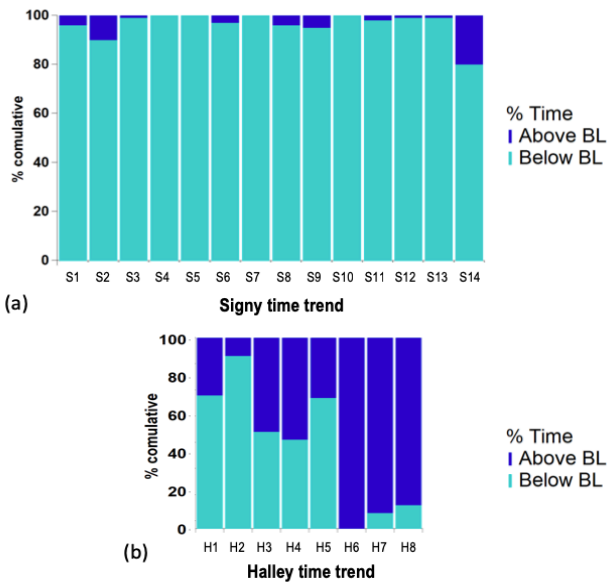 100
80
60
40
20
0
% comulative
S1 S2 S3 S4 S5 S6 S7 S8 S9 S10 S11 S12 S13 S14
Signy time trend
(a)
% Time
Above BL
Below BL
100
80
60
40
20
0
% comulative
H1 H2 H3 H4 H5 H6 H7 H8
Halley time trend
(b)
% Time
Above BL
Below BL